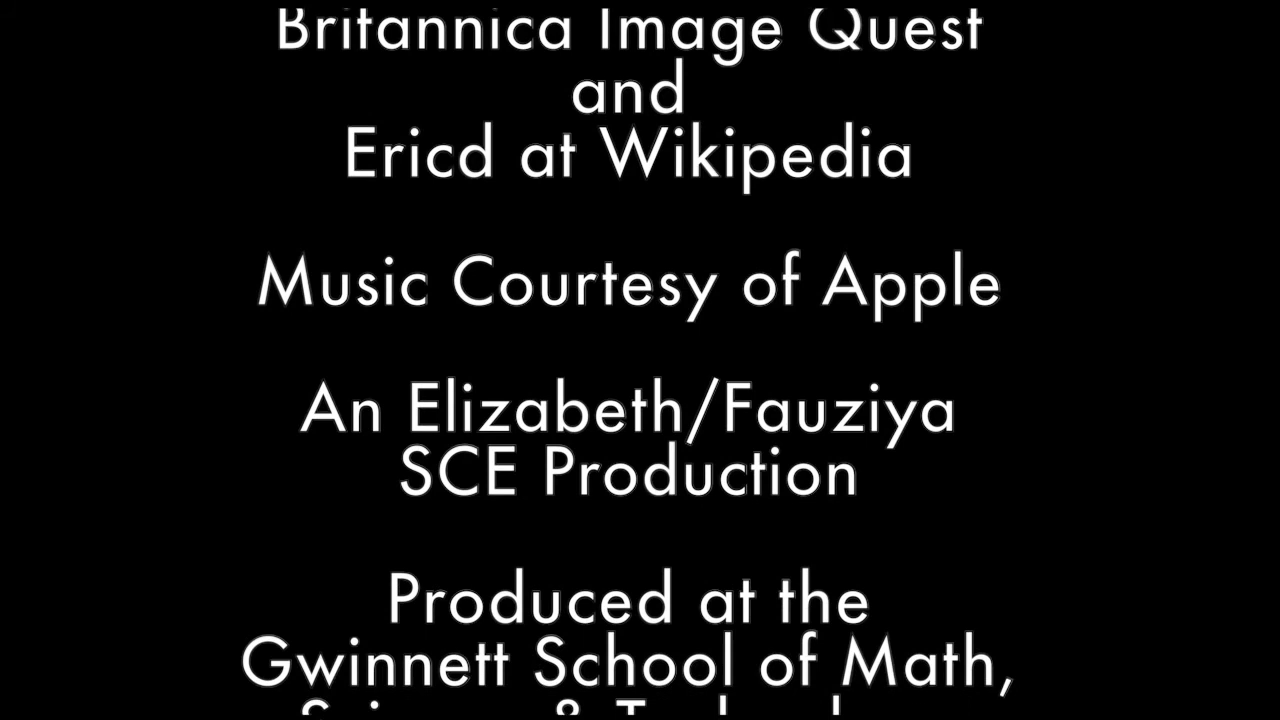 Britannica Image Quest
and
Ericd at Wikipedia
Music Courtesy of Apple
An Elizabeth/Fauziya
SCE Production
Produced at the
Gwinnett School of Math,